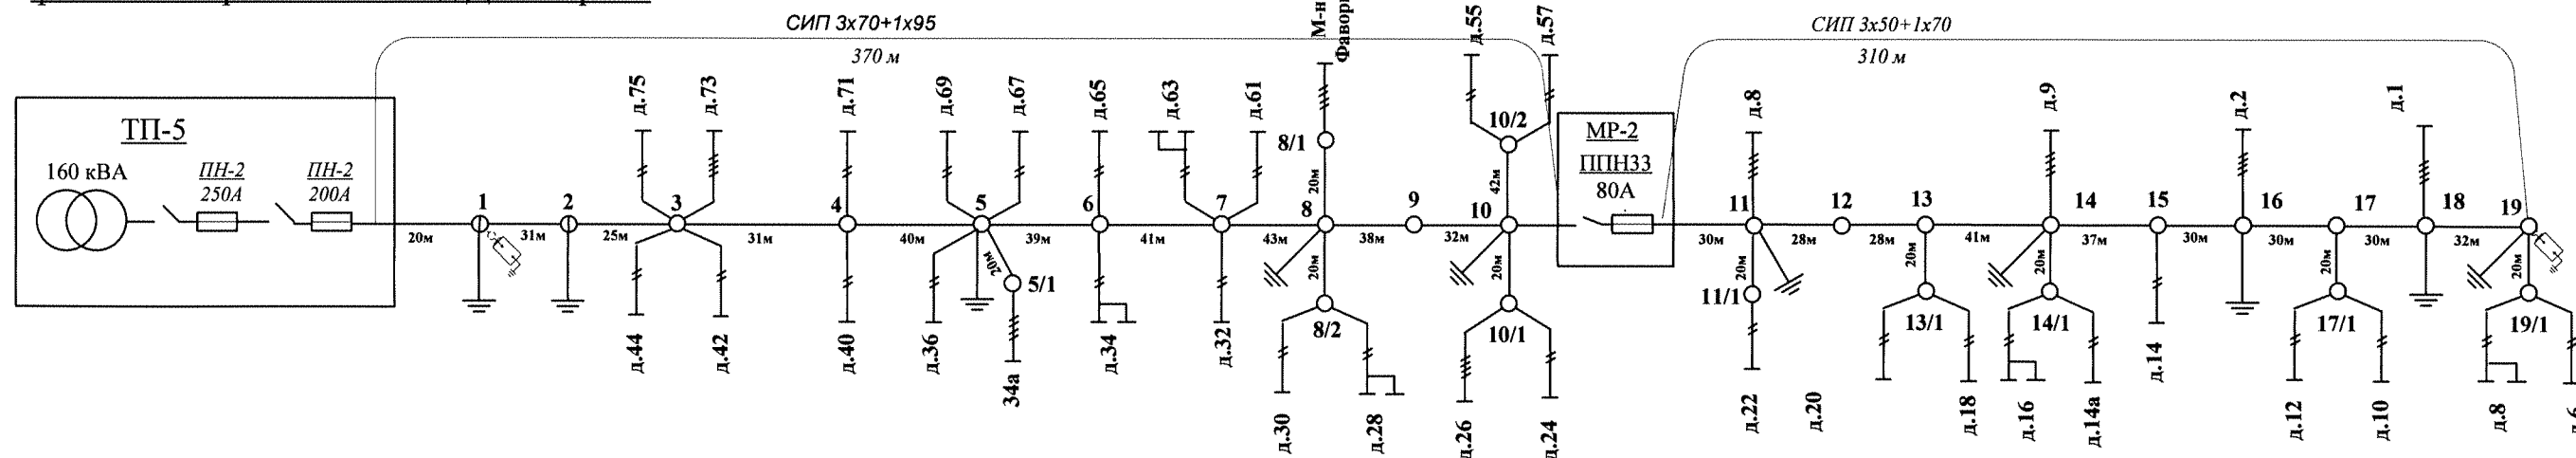 СИП 3х70+1х95
370 м
СИП 3х50+1х70
310 м
М-н
д.55
д.57
д.75
д.73
д.71
д.69
д.67
д.65
д.63
д.61
д.8
д.9
д.2
д.1
ТП-5
160 кВА
ПН-2
250А
ПН-2
200А
МР-2
ППН33
80А
8/1
10/2
1
2
3
4
5
6
7
8
9
10
11
12
13
14
15
16
17
18
19
20м
31м
25м
31м
40м
39м
41м
43м
38м
32м
30м
28м
28м
41м
37м
30м
30м
30м
32м
20м
42м
20м
20м
20м
20м
20м
20м
20м
20м
5/1
8/2
10/1
11/1
13/1
14/1
17/1
19/1
д.44
д.42
д.40
д.36
34а
д.34
д.32
д.30
д.28
д.26
д.24
д.22
д.20
д.18
д.16
д.14а
д.14
д.12
д.10
д.8